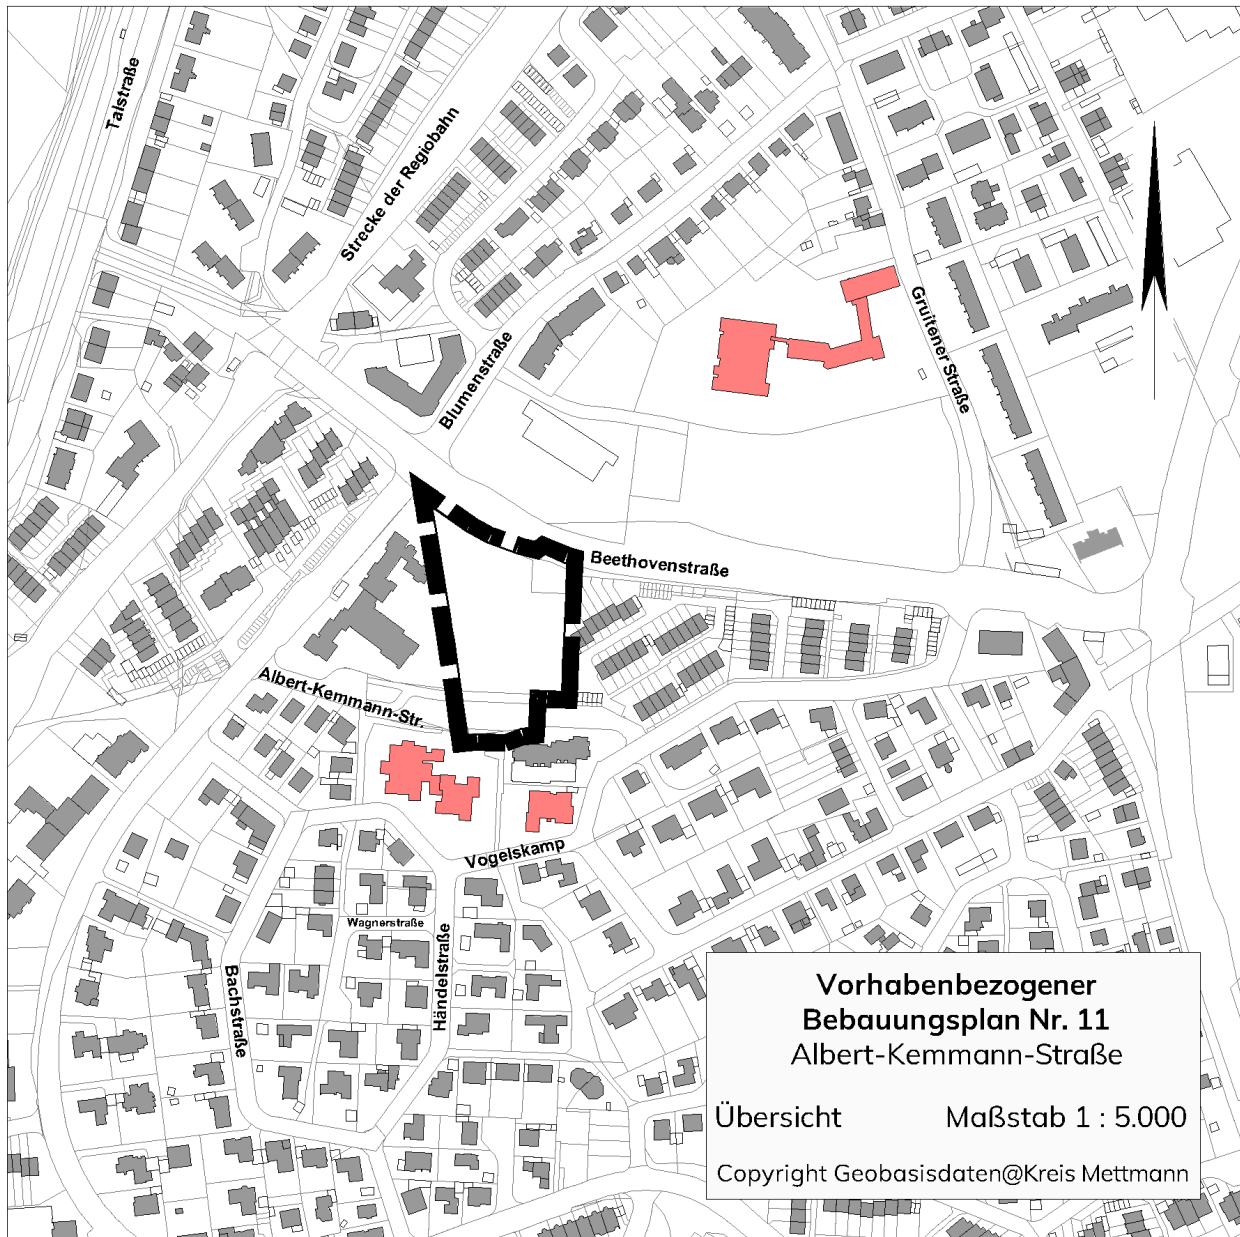 Talstraße
Strecke der Regiobahn
Blumenstraße
Gruitener Straße
Beethovenstraße
Albert-Kemmann-Str.
Vogelskamp
Wagnerstraße
Händelstraße
Bachstraße
Vorhabenbezogener
Bebauungsplan Nr. 11
Albert-Kemmann-Straße
Übersicht Maßstab 1 : 5.000
Copyright Geobasisdaten@Kreis Mettmann